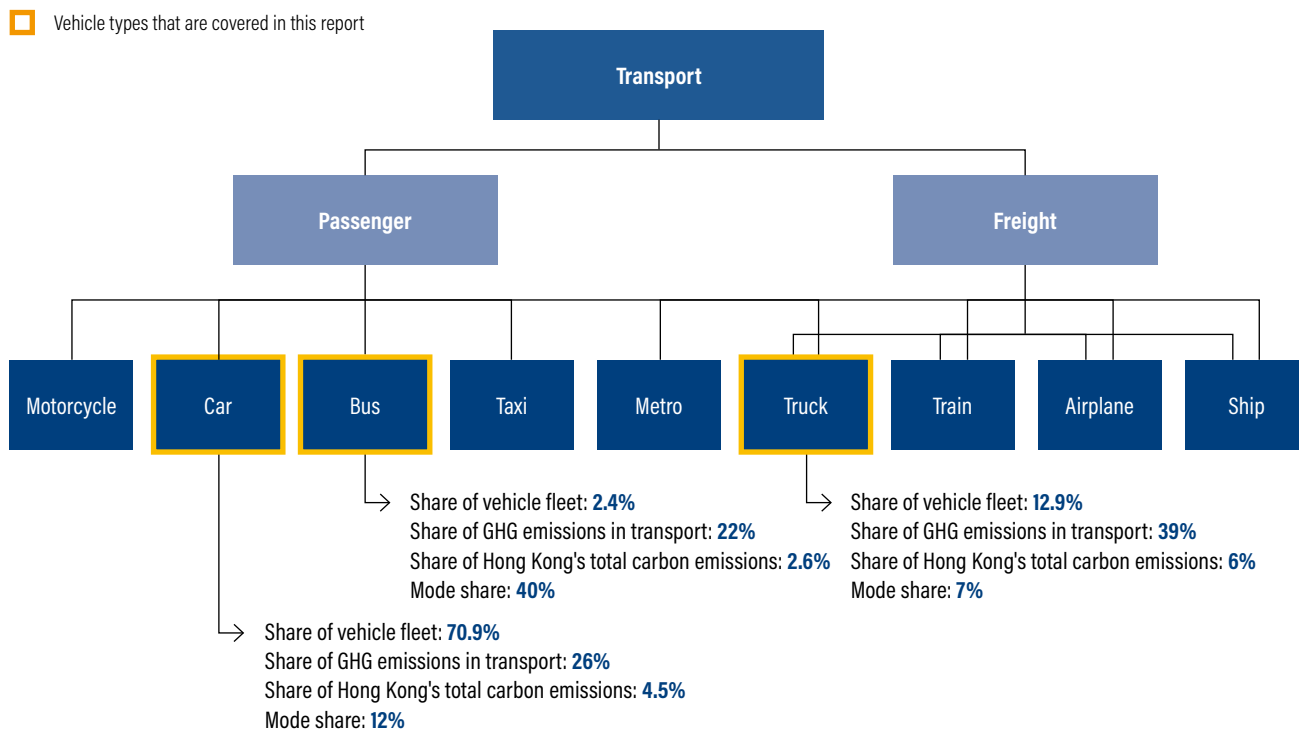 Vehicle types that are covered in this report
Transport
Passenger
Freight
Motorcycle
Car
Bus
Taxi
Metro
Truck
Train
Airplane
Ship
Share of vehicle fleet: 2.4%
Share of GHG emissions in transport: 22%
Share of Hong Kong's total carbon emissions: 2.6%
Mode share: 40%
Share of vehicle fleet: 12.9%
Share of GHG emissions in transport: 39%
Share of Hong Kong's total carbon emissions: 6%
Mode share: 7%
Share of vehicle fleet: 70.9%
Share of GHG emissions in transport: 26%
Share of Hong Kong's total carbon emissions: 4.5%
Mode share: 12%